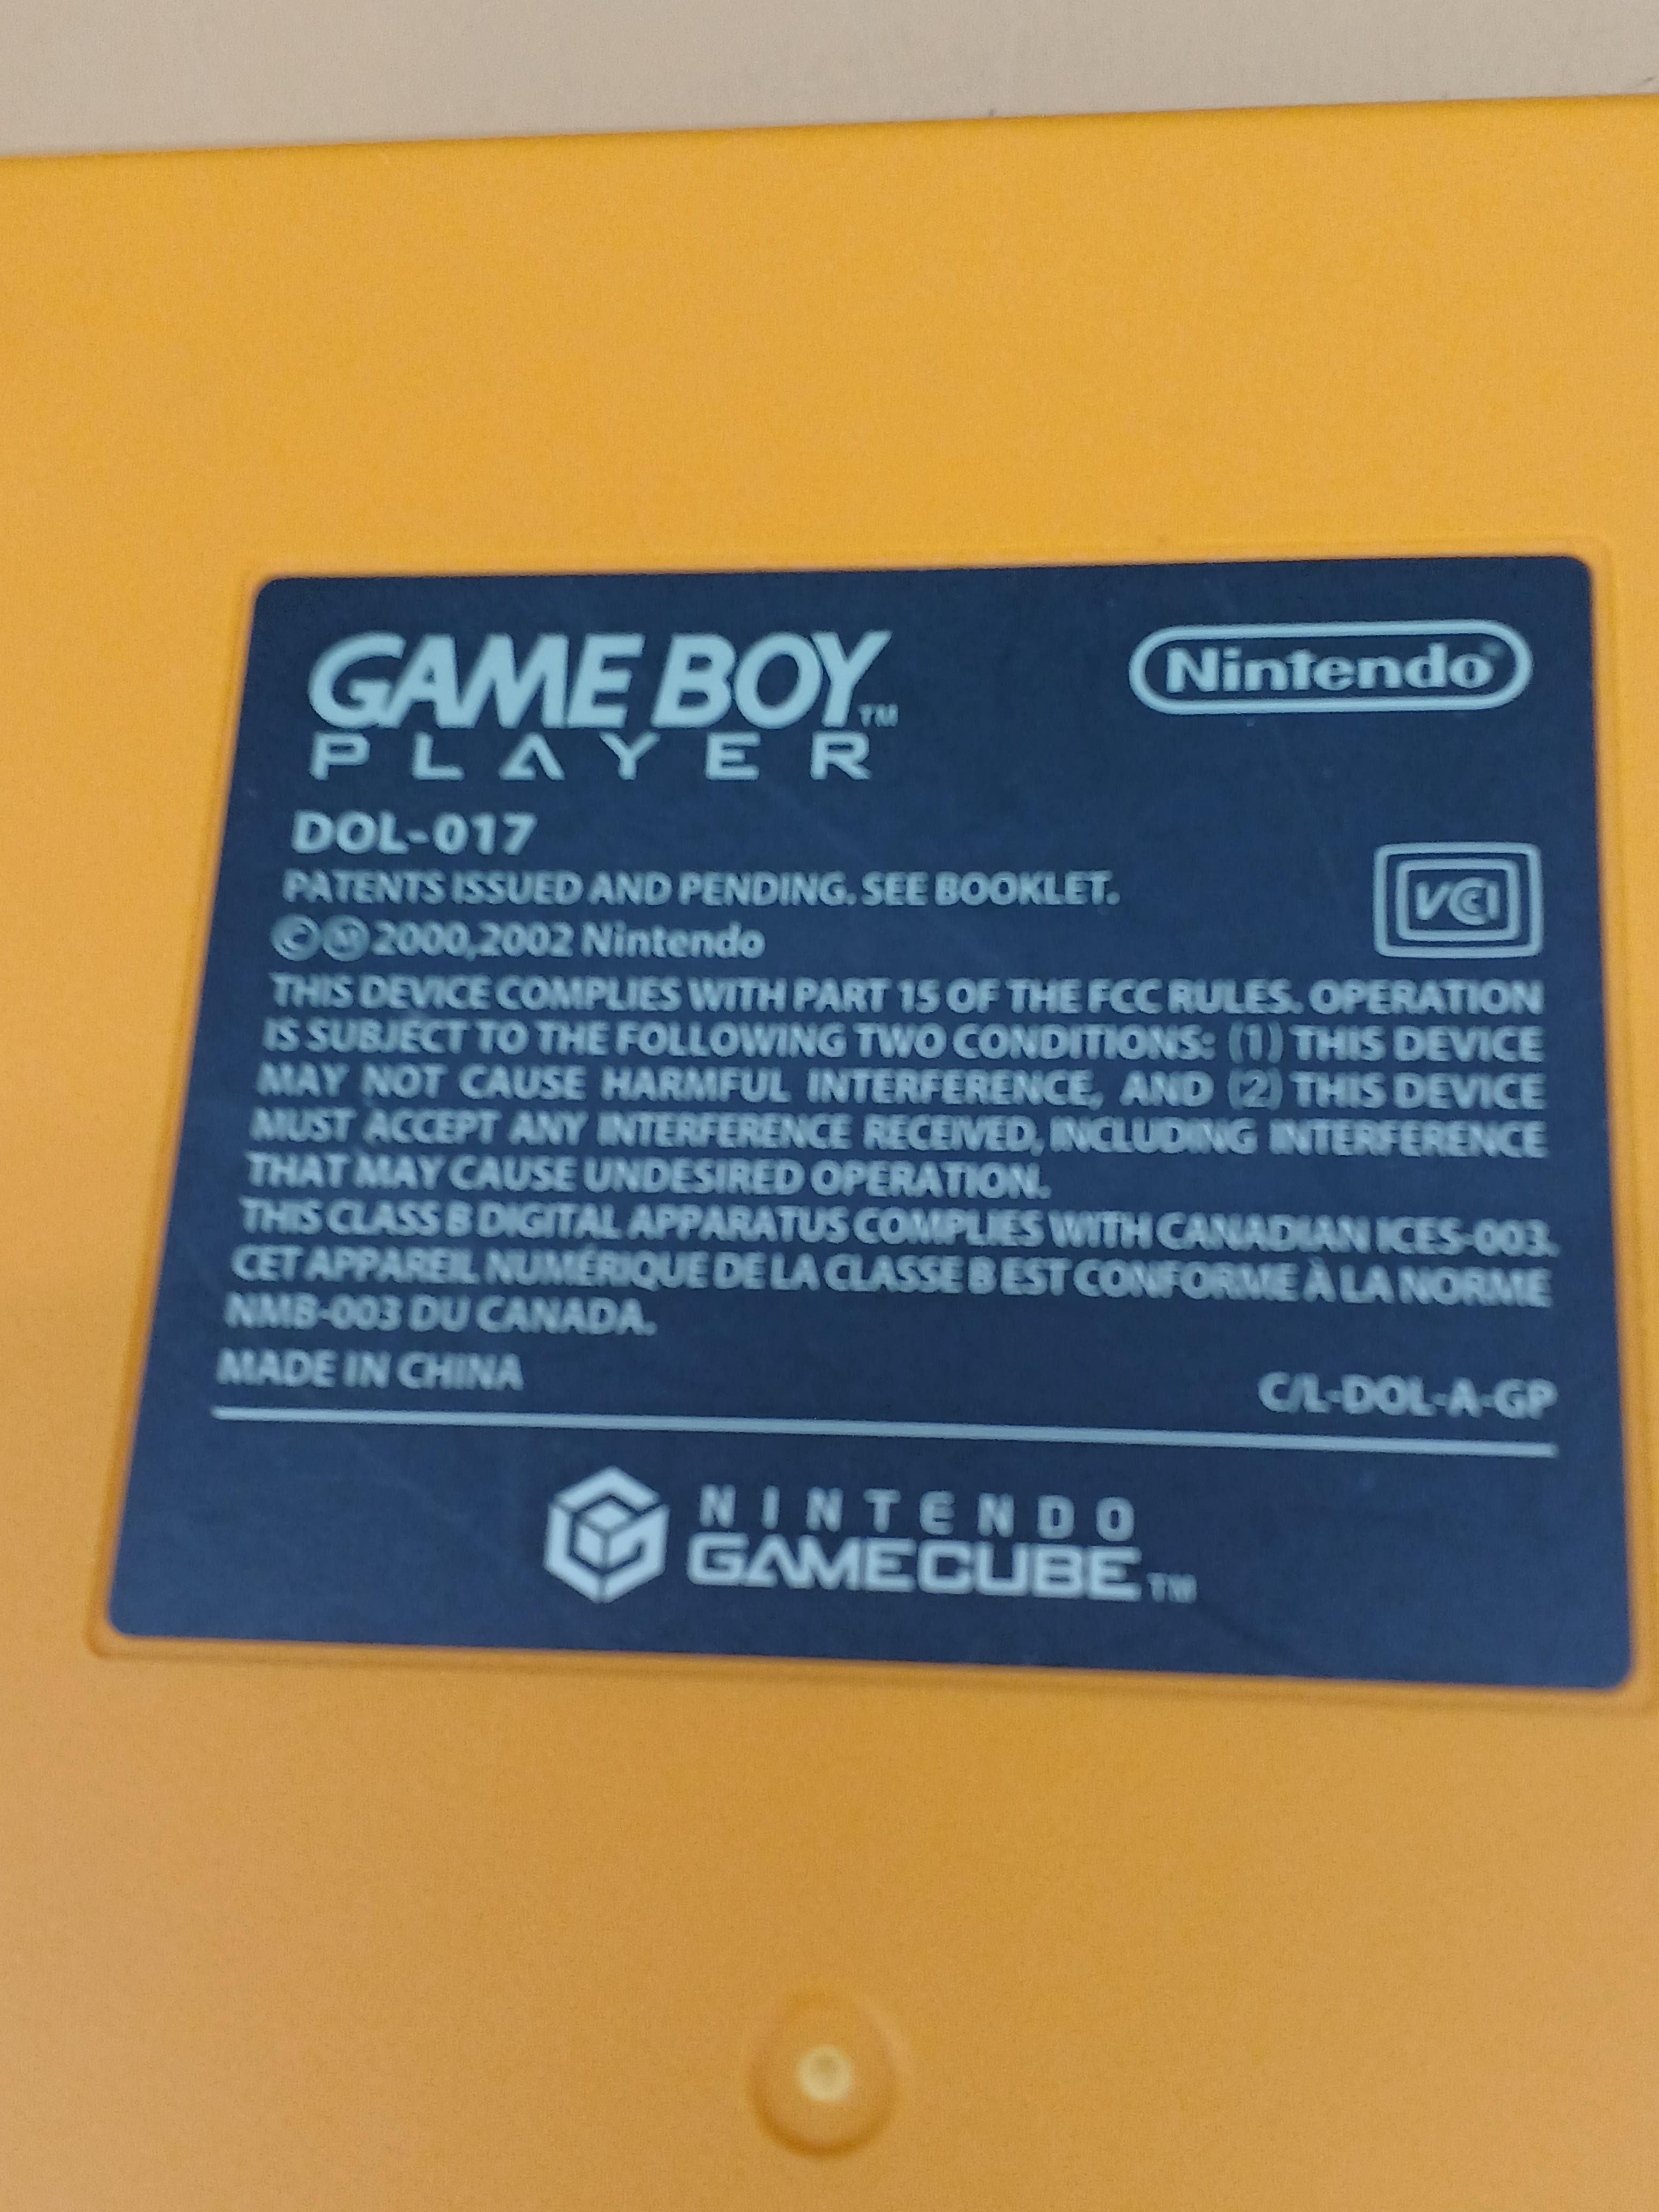 GAME BOY™
PLAYER
Nintendo®
DOL-017
PATENTS ISSUED AND PENDING. SEE BOOKLET.
VCCI
©Ⓜ2000,2002 Nintendo
THIS DEVICE COMPLIES WITH PART 15 OF THE FCC RULES. OPERATION
IS SUBJECT TO THE FOLLOWING TWO CONDITIONS: (1) THIS DEVICE
MAY NOT CAUSE HARMFUL INTERFERENCE, AND (2) THIS DEVICE
MUST ACCEPT ANY INTERFERENCE RECEIVED, INCLUDING INTERFERENCE
THAT MAY CAUSE UNDESIRED OPERATION.
THIS CLASS B DIGITAL APPARATUS COMPLIES WITH CANADIAN ICES-003.
CET APPAREIL NUMÉRIQUE DE LA CLASSE B EST CONFORME À LA NORME
NMB-003 DU CANADA.
MADE IN CHINA
C/L-DOL-A-GP
NINTENDO
GAMECUBE™